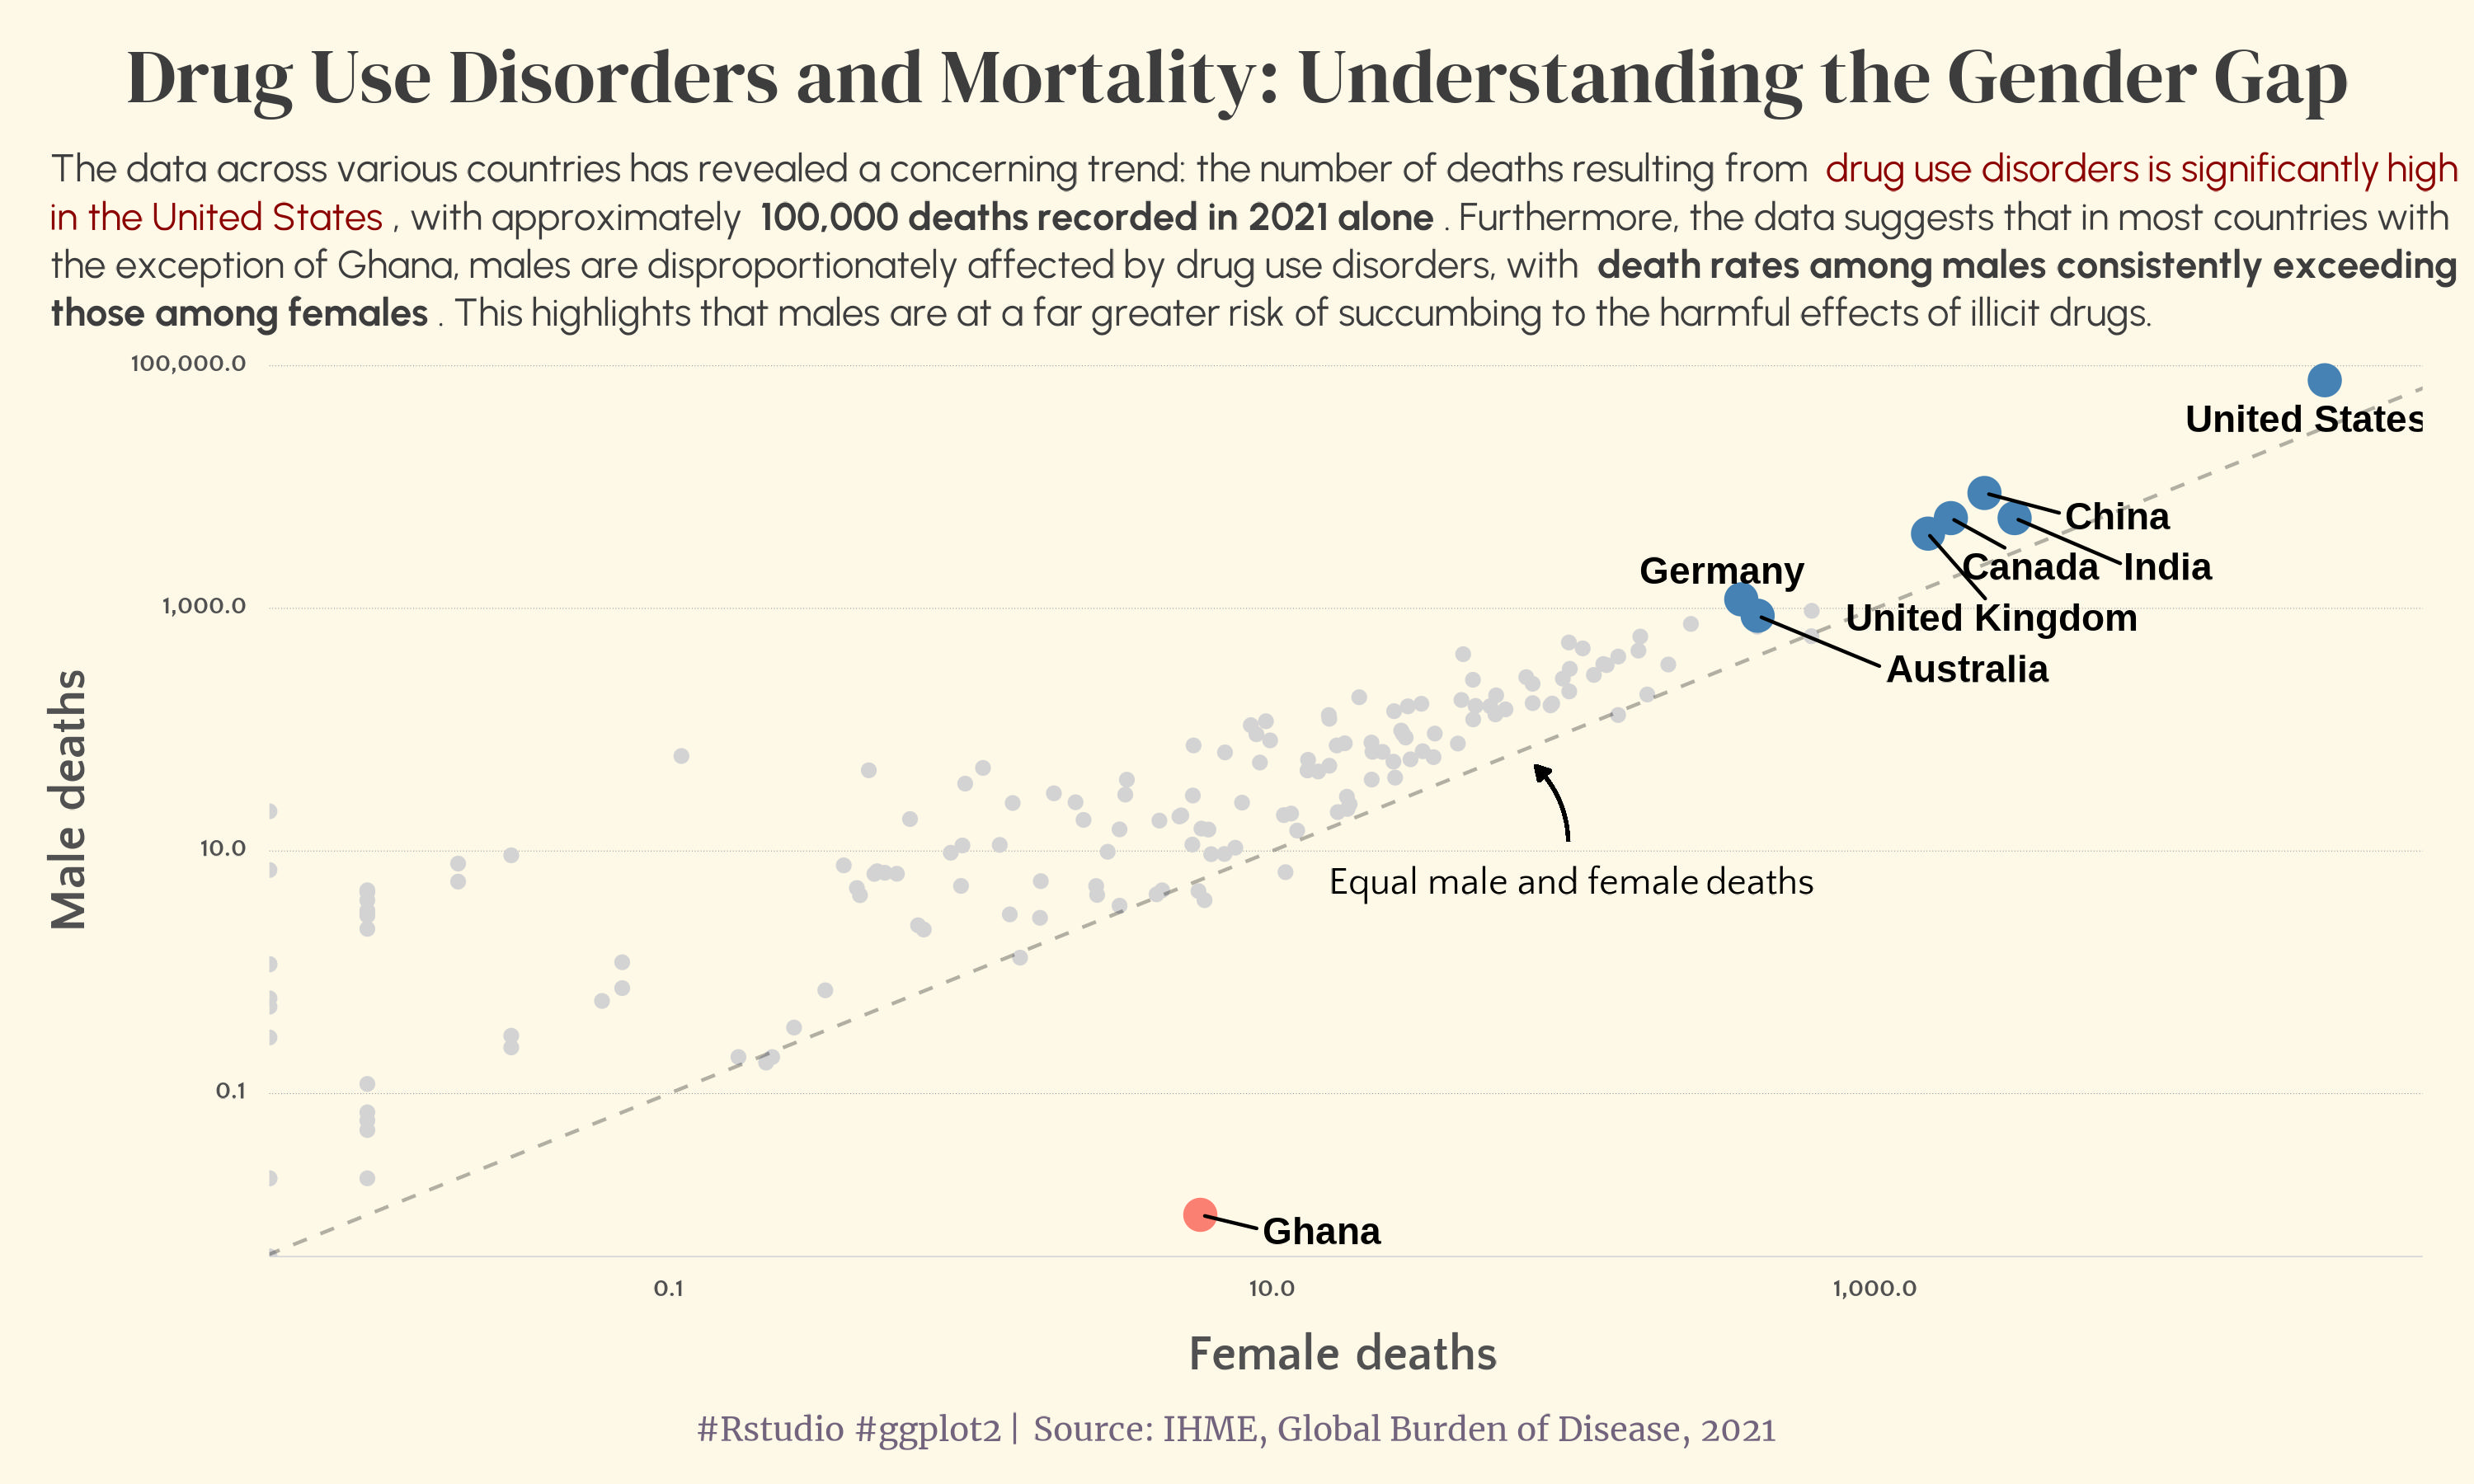 Drug Use Disorders and Mortality: Understanding the Gender Gap
The data across various countries has revealed a concerning trend: the number of deaths resulting from drug use disorders is significantly high
in the United States , with approximately 100,000 deaths recorded in 2021 alone . Furthermore, the data suggests that in most countries with
the exception of Ghana, males are disproportionately affected by drug use disorders, with death rates among males consistently exceeding
those among females . This highlights that males are at a far greater risk of succumbing to the harmful effects of illicit drugs.
100,000.0
United States
China
Canada
India
Germany
1,000.0
United Kingdom
Australia
Male deaths
10.0
Equal male and female deaths
0.1
Ghana
0.1
10.0
1,000.0
Female deaths
#Rstudio #ggplot2 | Source: IHME, Global Burden of Disease, 2021